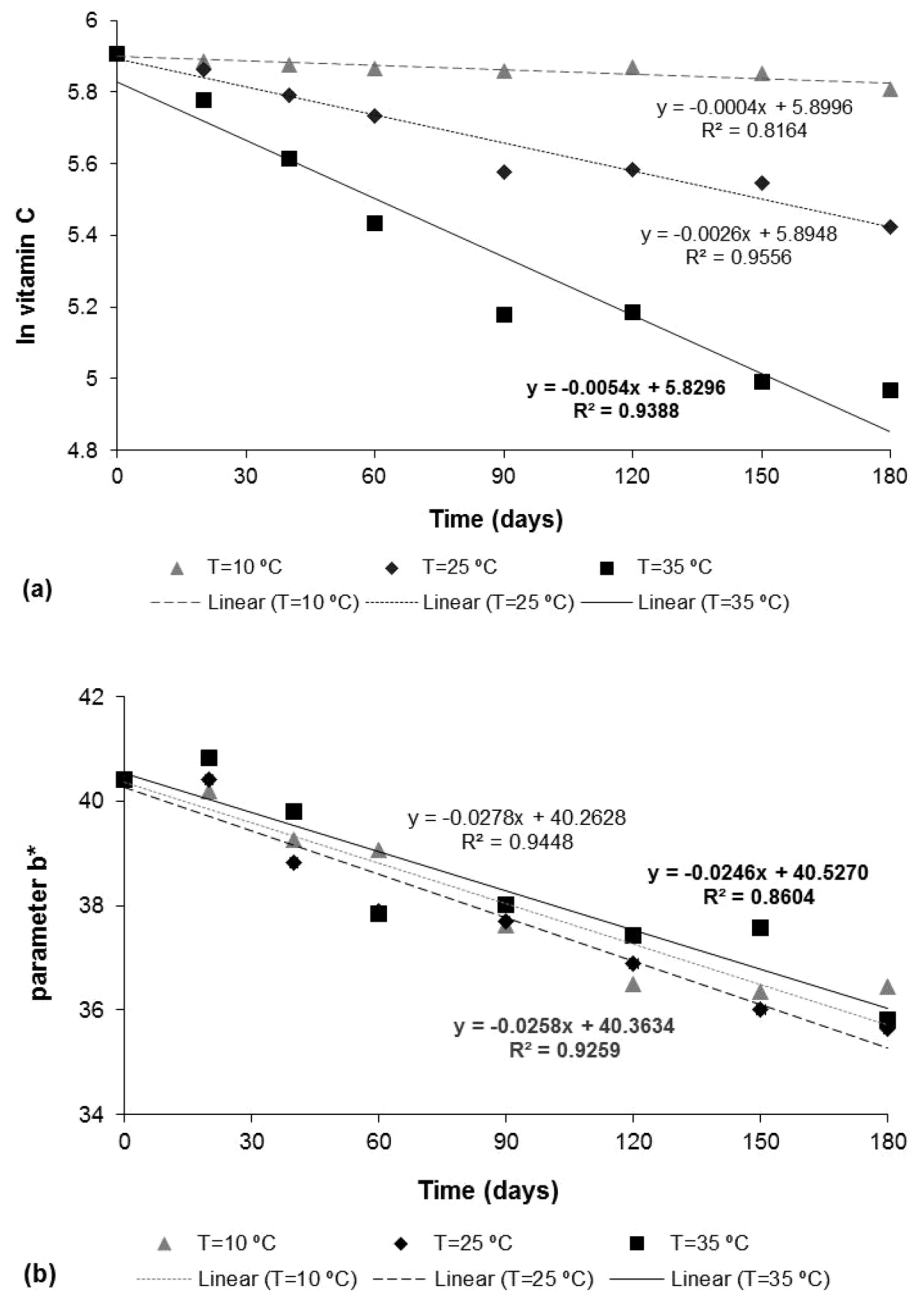 6
5.8
5.6
5.4
5.2
5
4.8
ln vitamin C
y = -0.0004x + 5.8996
R² = 0.8164
y = -0.0026x + 5.8948
R² = 0.9556
y = -0.0054x + 5.8296
R² = 0.9388
0 30 60 90 120 150 180
Time (days)
T=10 ºC T=25 ºC T=35 ºC
(a)
Linear (T=10 ºC) Linear (T=25 ºC) Linear (T=35 ºC)
42
40
38
36
34
parameter b*
y = -0.0278x + 40.2628
R² = 0.9448
y = -0.0246x + 40.5270
R² = 0.8604
y = -0.0258x + 40.3634
R² = 0.9259
0 30 60 90 120 150 180
Time (days)
T=10 ºC T=25 ºC T=35 ºC
(b)
Linear (T=10 ºC) Linear (T=25 ºC) Linear (T=35 ºC)